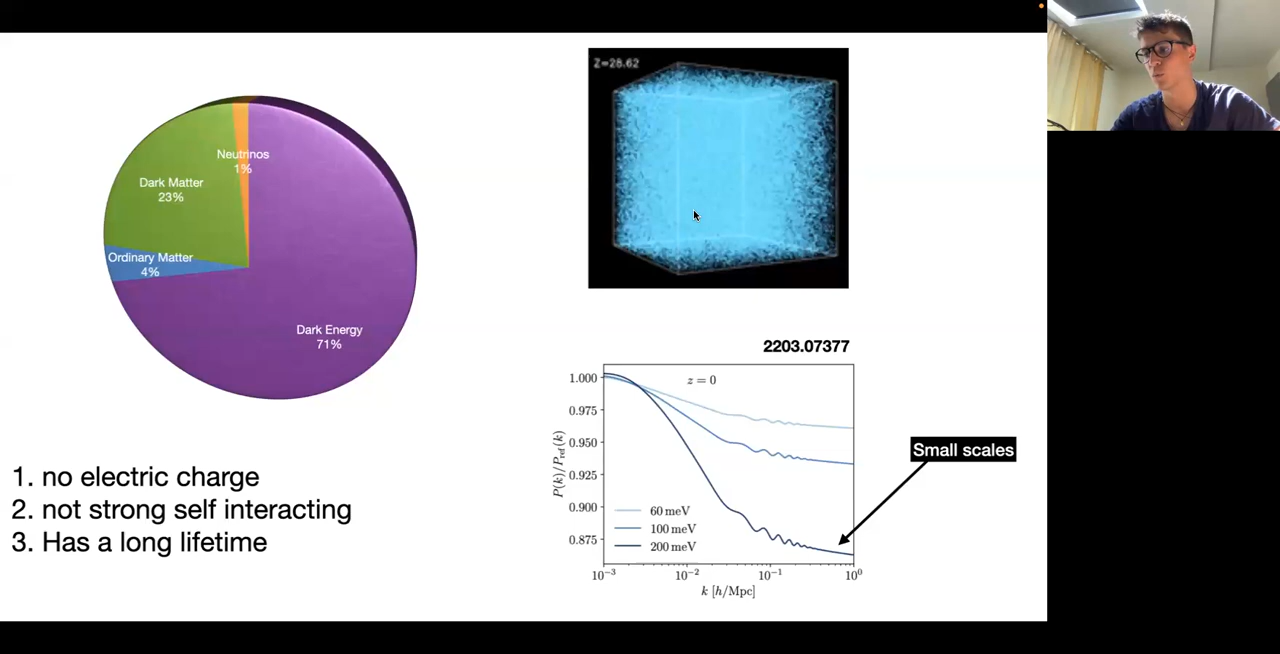 Neutrinos
1%
Dark Matter
23%
Ordinary Matter
4%
Dark Energy
71%
1. no electric charge
2. not strong self interacting
3. Has a long lifetime
Z=28.62
2203.07377
1.000
0.975
0.950
0.925
0.900
0.875
P(k)/P_ref(k)
z = 0
60 meV
100 meV
200 meV
10⁻³
10⁻²
10⁻¹
10⁰
k [h/Mpc]
Small scales